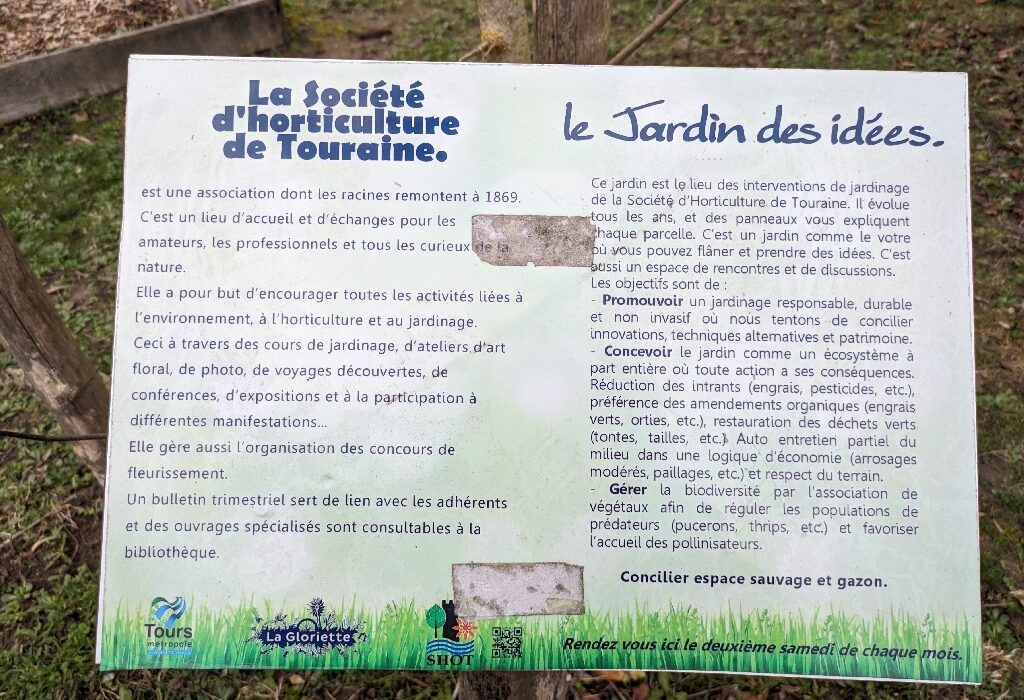 La Société
d'horticulture
de Touraine.
est une association dont les racines remontent à 1869.
C'est un lieu d'accueil et d'échanges pour les
amateurs, les professionnels et tous les curieux de la
nature.
Elle a pour but d'encourager toutes les activités liées à
l'environnement, à l'horticulture et au jardinage.
Ceci à travers des cours de jardinage, d'ateliers d'art
floral, de photo, de voyages découvertes, de
conférences, d'expositions et à la participation à
différentes manifestations...
Elle gère aussi l'organisation des concours de
fleurissement.
Un bulletin trimestriel sert de lien avec les adhérents
et des ouvrages spécialisés sont consultables à la
bibliothèque.
le Jardin des idées.
Ce jardin est le lieu des interventions de jardinage
de la Société d'Horticulture de Touraine. Il évolue
tous les ans, et des panneaux vous expliquent
chaque parcelle. C'est un jardin comme le votre
où vous pouvez flâner et prendre des idées. C'est
aussi un espace de rencontres et de discussions.
Les objectifs sont de :
- Promouvoir un jardinage responsable, durable
et non invasif où nous tentons de concilier
innovations, techniques alternatives et patrimoine.
- Concevoir le jardin comme un écosystème à
part entière où toute action a ses conséquences.
Réduction des intrants (engrais, pesticides, etc.),
préférence des amendements organiques (engrais
verts, orties, etc.), restauration des déchets verts
(tontes, tailles, etc.) Auto entretien partiel du
milieu dans une logique d'économie (arrosages
modérés, paillages, etc.) et respect du terrain.
- Gérer la biodiversité par l'association de
végétaux afin de réguler les populations de
prédateurs (pucerons, thrips, etc.) et favoriser
l'accueil des pollinisateurs.
Concilier espace sauvage et gazon.
Tours
métropole
La Gloriette
SHOT
Rendez vous ici le deuxième samedi de chaque mois.